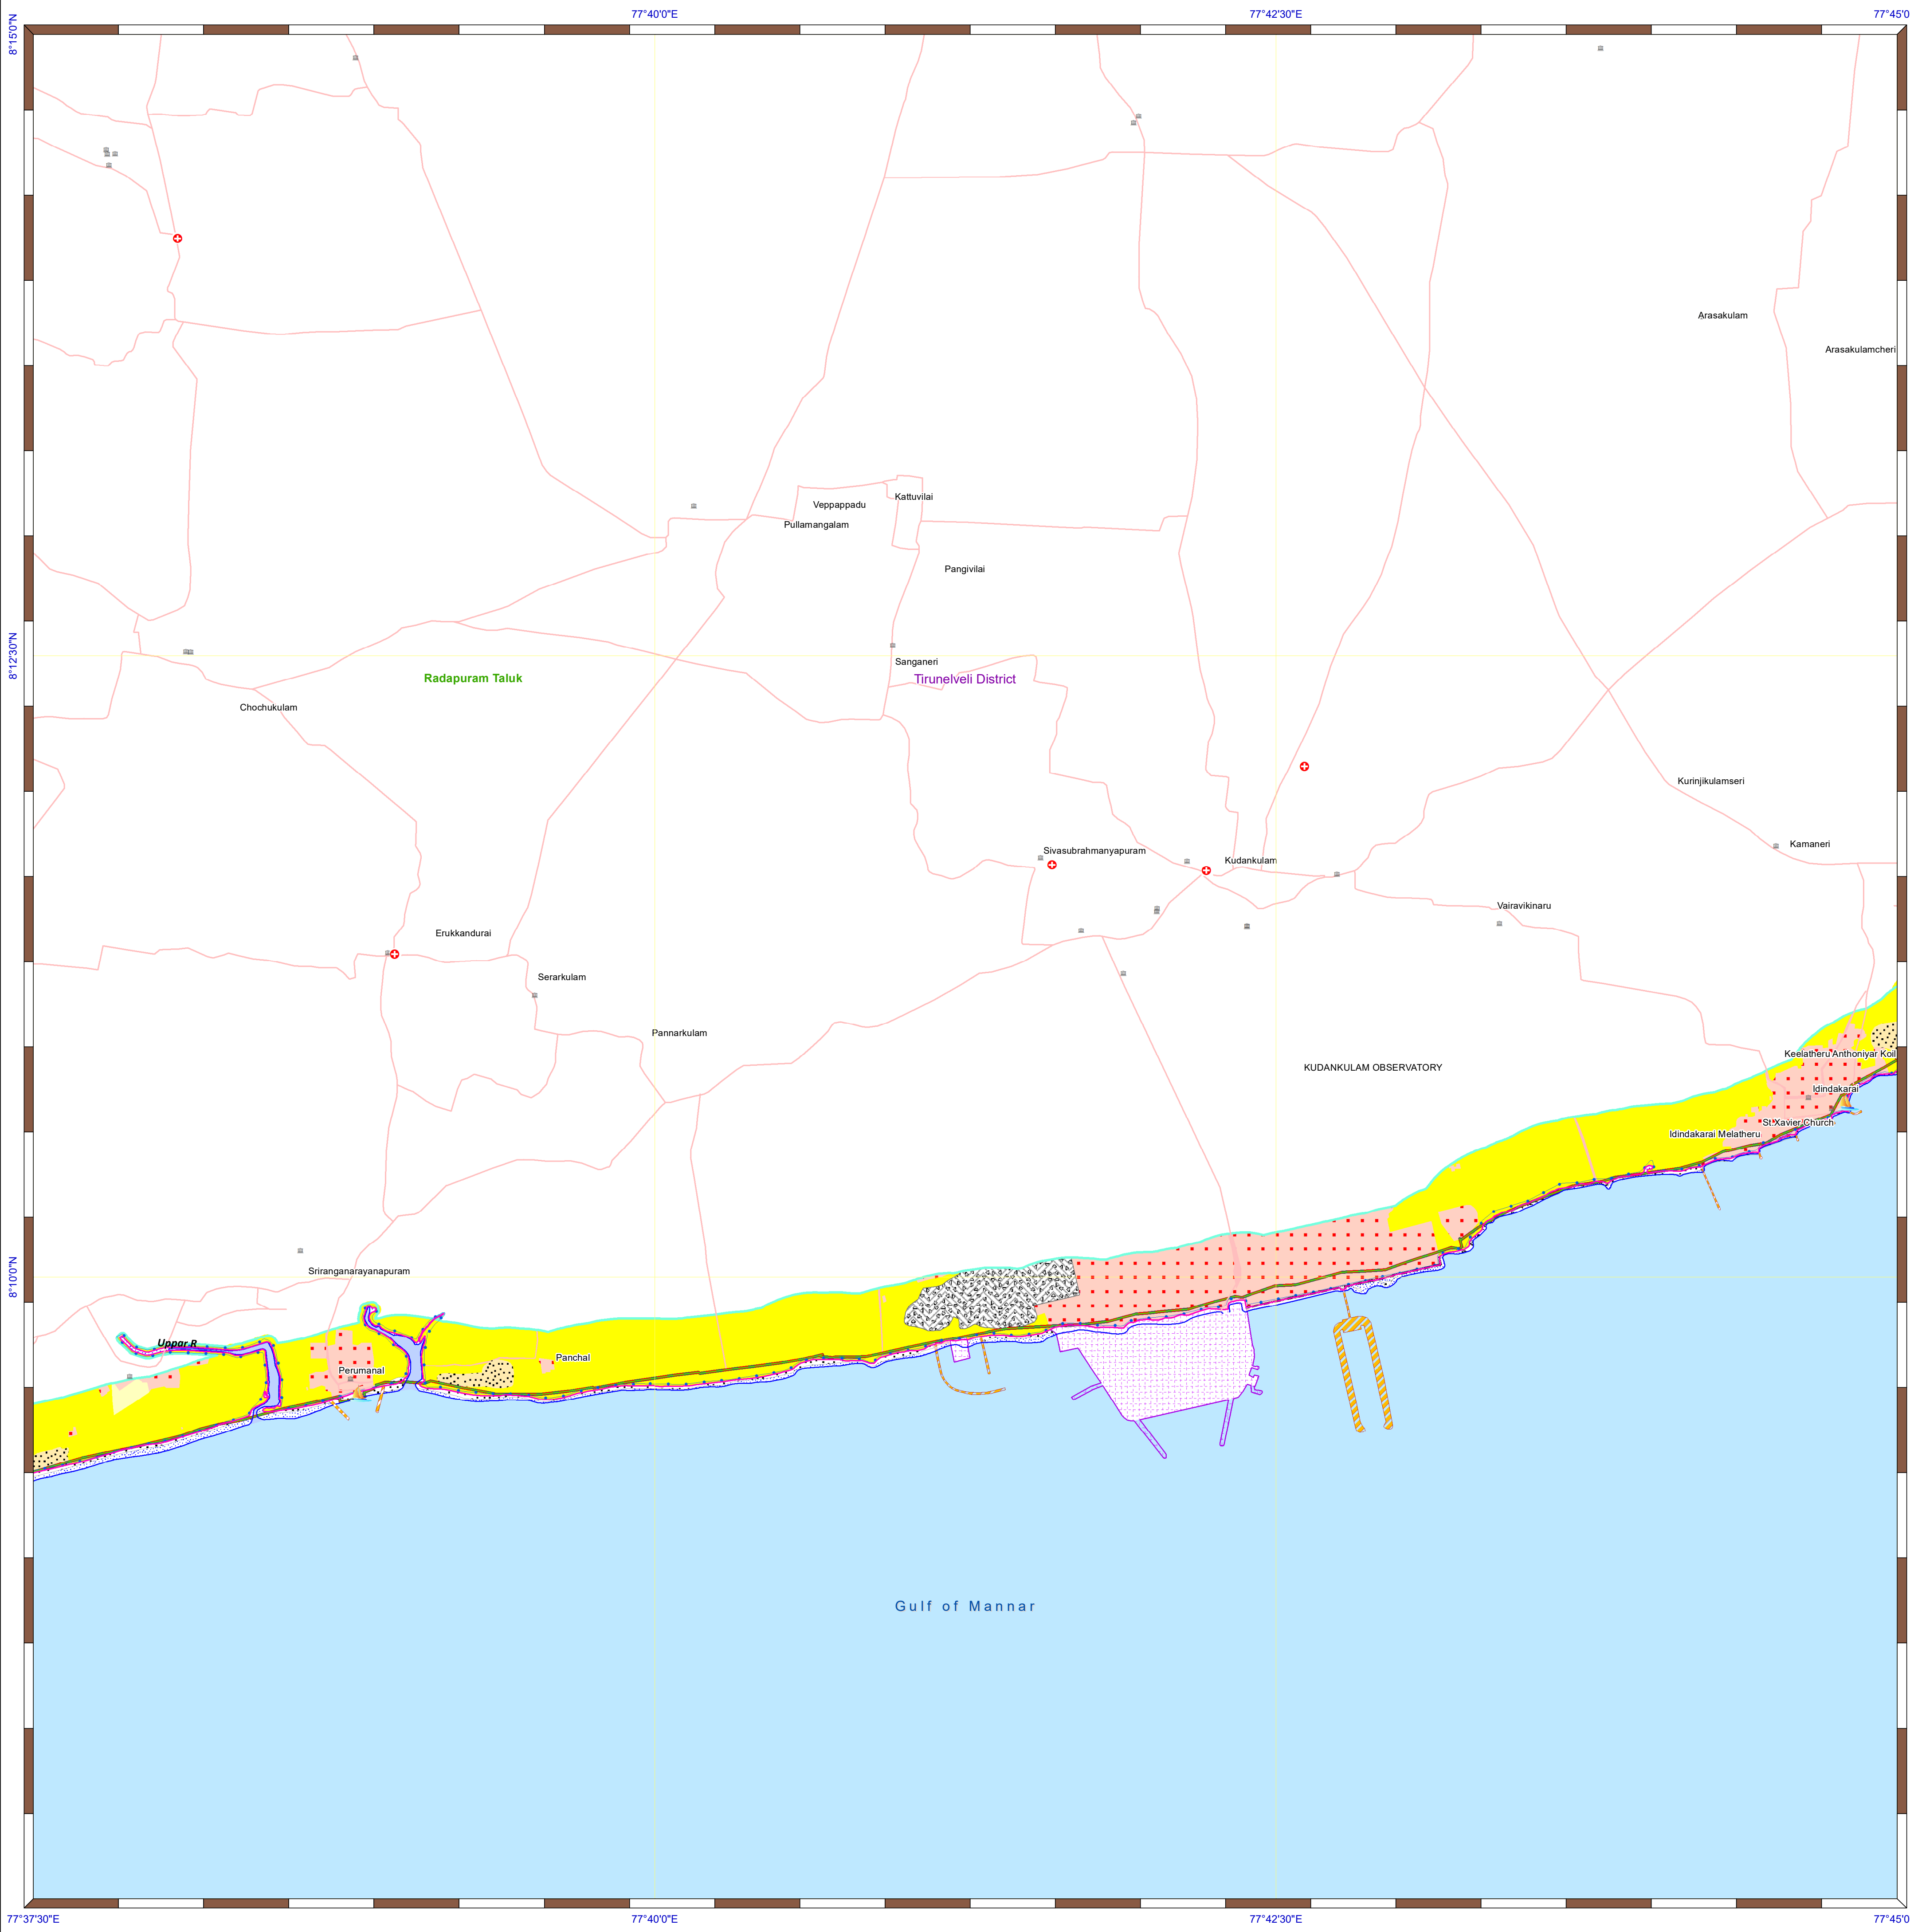 77°40'0"E
77°42'30"E
77°45'0
8°15'0"N
Arasakulam
Arasakulamcheri
Kattuvilai
Veppappadu
Pullamangalam
Pangivilai
8°12'30"N
Sanganeri
Radapuram Taluk
Tirunelveli District
Chochukulam
Kurinjikulamseri
Kamaneri
Sivasubrahmanyapuram
Kudankulam
Vairavikinaru
Erukkandurai
Serarkulam
Pannarkulam
Keelatheru Anthoniyar Koil
KUDANKULAM OBSERVATORY
Idindakarai
St.Xavier Church
Idindakarai Melatheru
8°10'0"N
Sriranganarayanapuram
Uppar R
Panchal
Perumanal
Gulf of Mannar
77°37'30"E
77°40'0"E
77°42'30"E
77°45'0